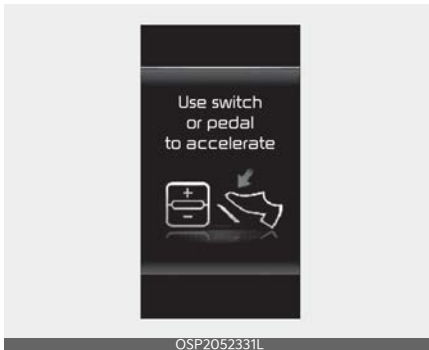 Use switch
or pedal
to accelerate
+
-
OSP2052331L